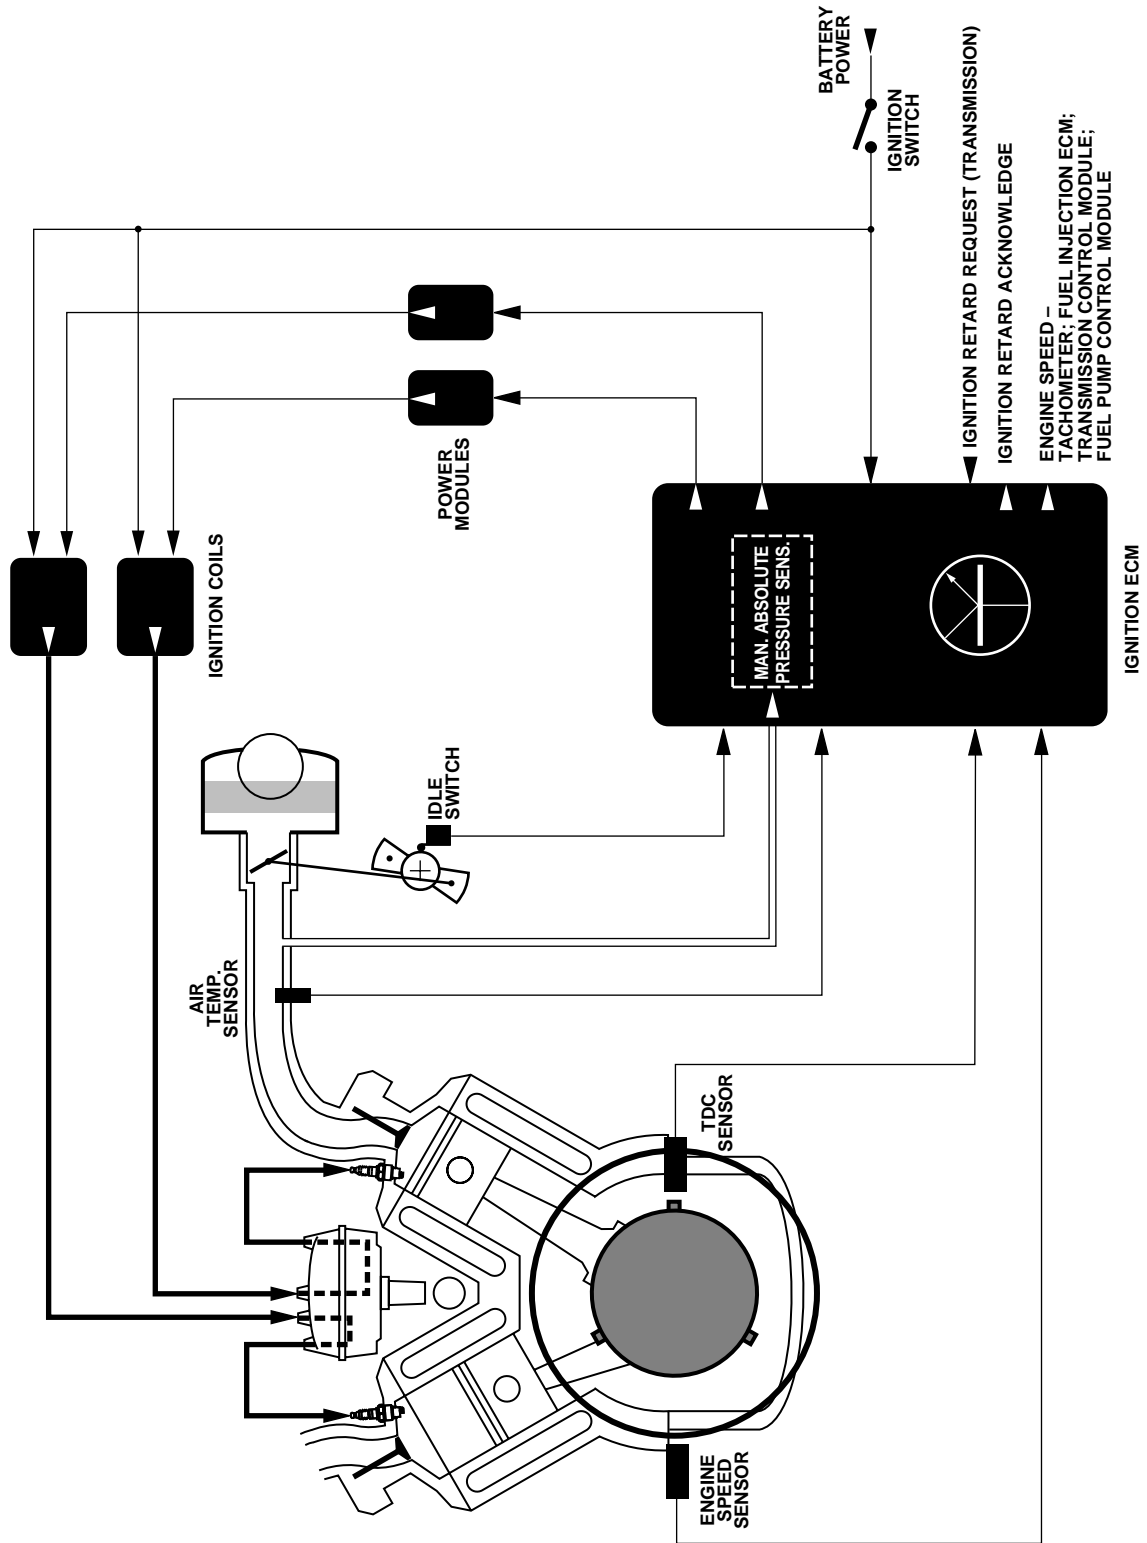 BATTERY
POWER
IGNITION
SWITCH
IGNITION RETARD REQUEST (TRANSMISSION)
IGNITION RETARD ACKNOWLEDGE
ENGINE SPEED –
TACHOMETER; FUEL INJECTION ECM;
TRANSMISSION CONTROL MODULE;
FUEL PUMP CONTROL MODULE
POWER
MODULES
IGNITION COILS
MAN. ABSOLUTE
PRESSURE SENS.
IGNITION ECM
IDLE
SWITCH
AIR
TEMP.
SENSOR
TDC
SENSOR
ENGINE
SPEED
SENSOR